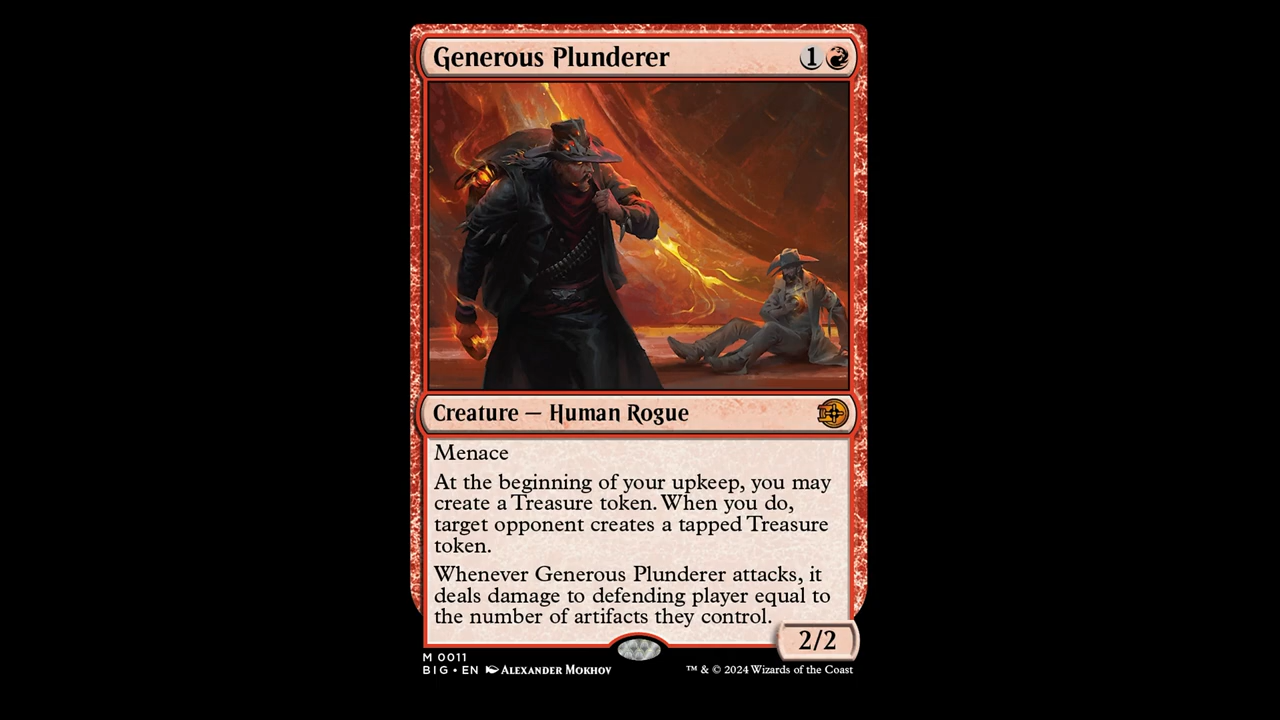 Generous Plunderer 1
Creature — Human Rogue
Menace
At the beginning of your upkeep, you may
create a Treasure token. When you do,
target opponent creates a tapped Treasure
token.
Whenever Generous Plunderer attacks, it
deals damage to defending player equal to
the number of artifacts they control.
2/2
M 0011
BIG • EN ALEXANDER MOKHOV ™ & © 2024 Wizards of the Coast